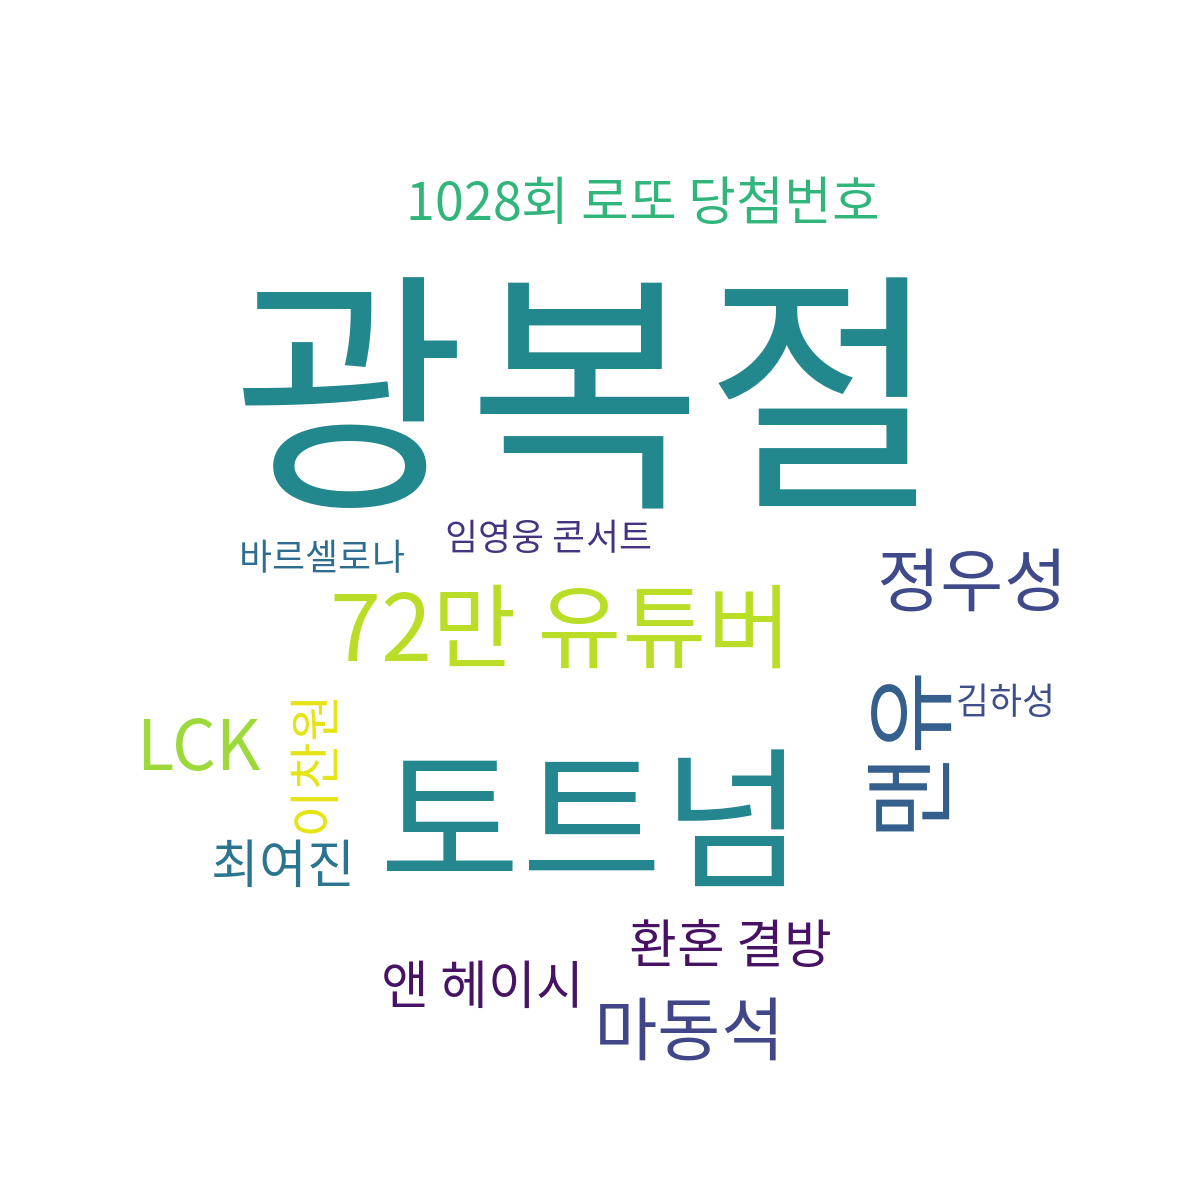 1028회 로또 당첨번호
광복절
임영웅 콘서트
바르셀로나
정우성
72만 유튜버
맨유
김하성
LCK
이찬원
토트넘
최여진
환혼 결방
앤 헤이시
마동석